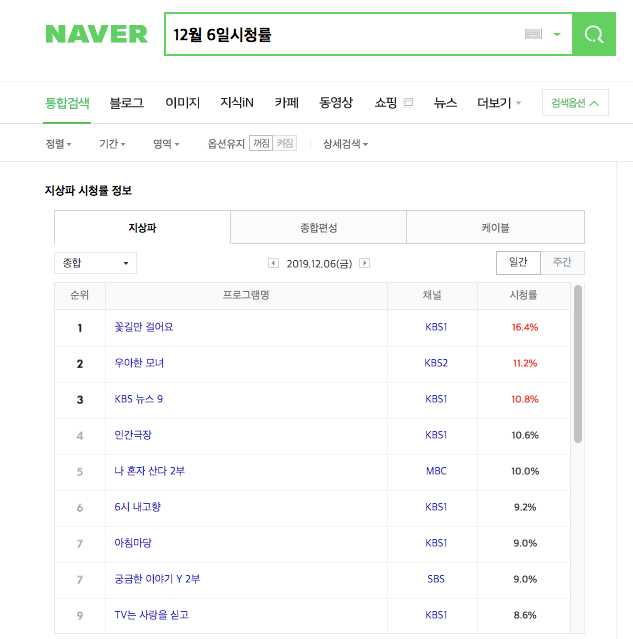 NAVER 12월 6일시청률
통합검색 블로그 이미지 지식iN 카페 동영상 쇼핑 뉴스 더보기 검색옵션
정렬 기간 영역 옵션유지 꺼짐 켜짐 상세검색
지상파 시청률 정보
지상파 종합편성 케이블
종합 2019.12.06(금) 일간 주간
순위 프로그램명 채널 시청률
1 꽃길만 걸어요 KBS1 16.4%
2 우아한 모녀 KBS2 11.2%
3 KBS 뉴스 9 KBS1 10.8%
4 인간극장 KBS1 10.6%
5 나 혼자 산다 2부 MBC 10.0%
6 6시 내고향 KBS1 9.2%
7 아침마당 KBS1 9.0%
7 궁금한 이야기 Y 2부 SBS 9.0%
9 TV는 사랑을 싣고 KBS1 8.6%